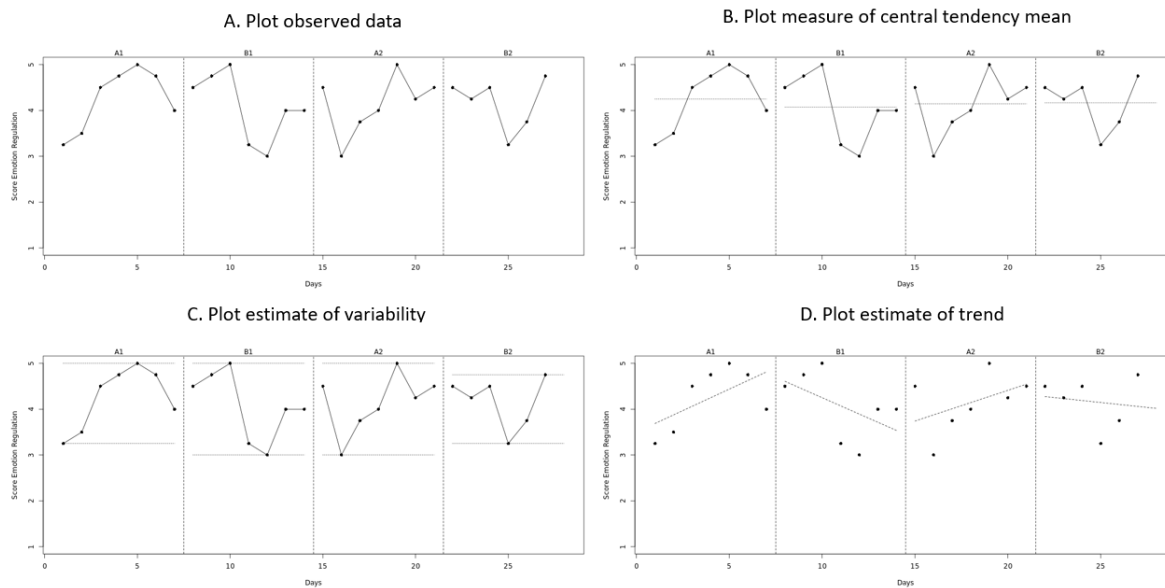 A. Plot observed data
A1 B1 A2 B2
Score Emotion Regulation
5
4
3
2
1
0 5 10 15 20 25
Days
B. Plot measure of central tendency mean
A1 B1 A2 B2
Score Emotion Regulation
5
4
3
2
1
0 5 10 15 20 25
Days
C. Plot estimate of variability
A1 B1 A2 B2
Score Emotion Regulation
5
4
3
2
1
0 5 10 15 20 25
Days
D. Plot estimate of trend
A1 B1 A2 B2
Score Emotion Regulation
5
4
3
2
1
0 5 10 15 20 25
Days